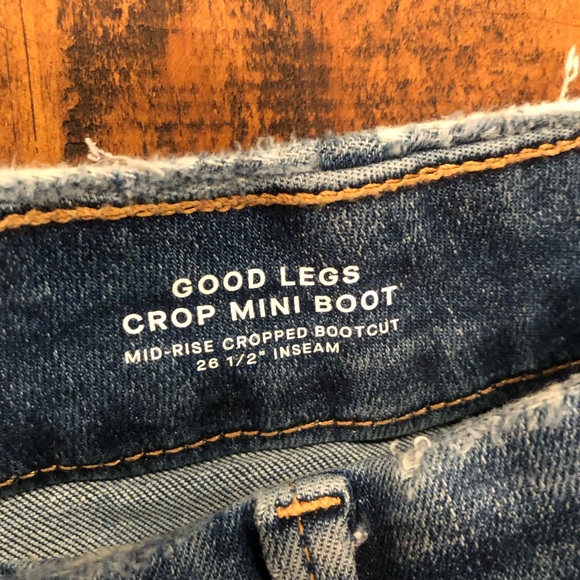 GOOD LEGS
CROP MINI BOOT
MID-RISE CROPPED BOOTCUT
26 1/2" INSEAM